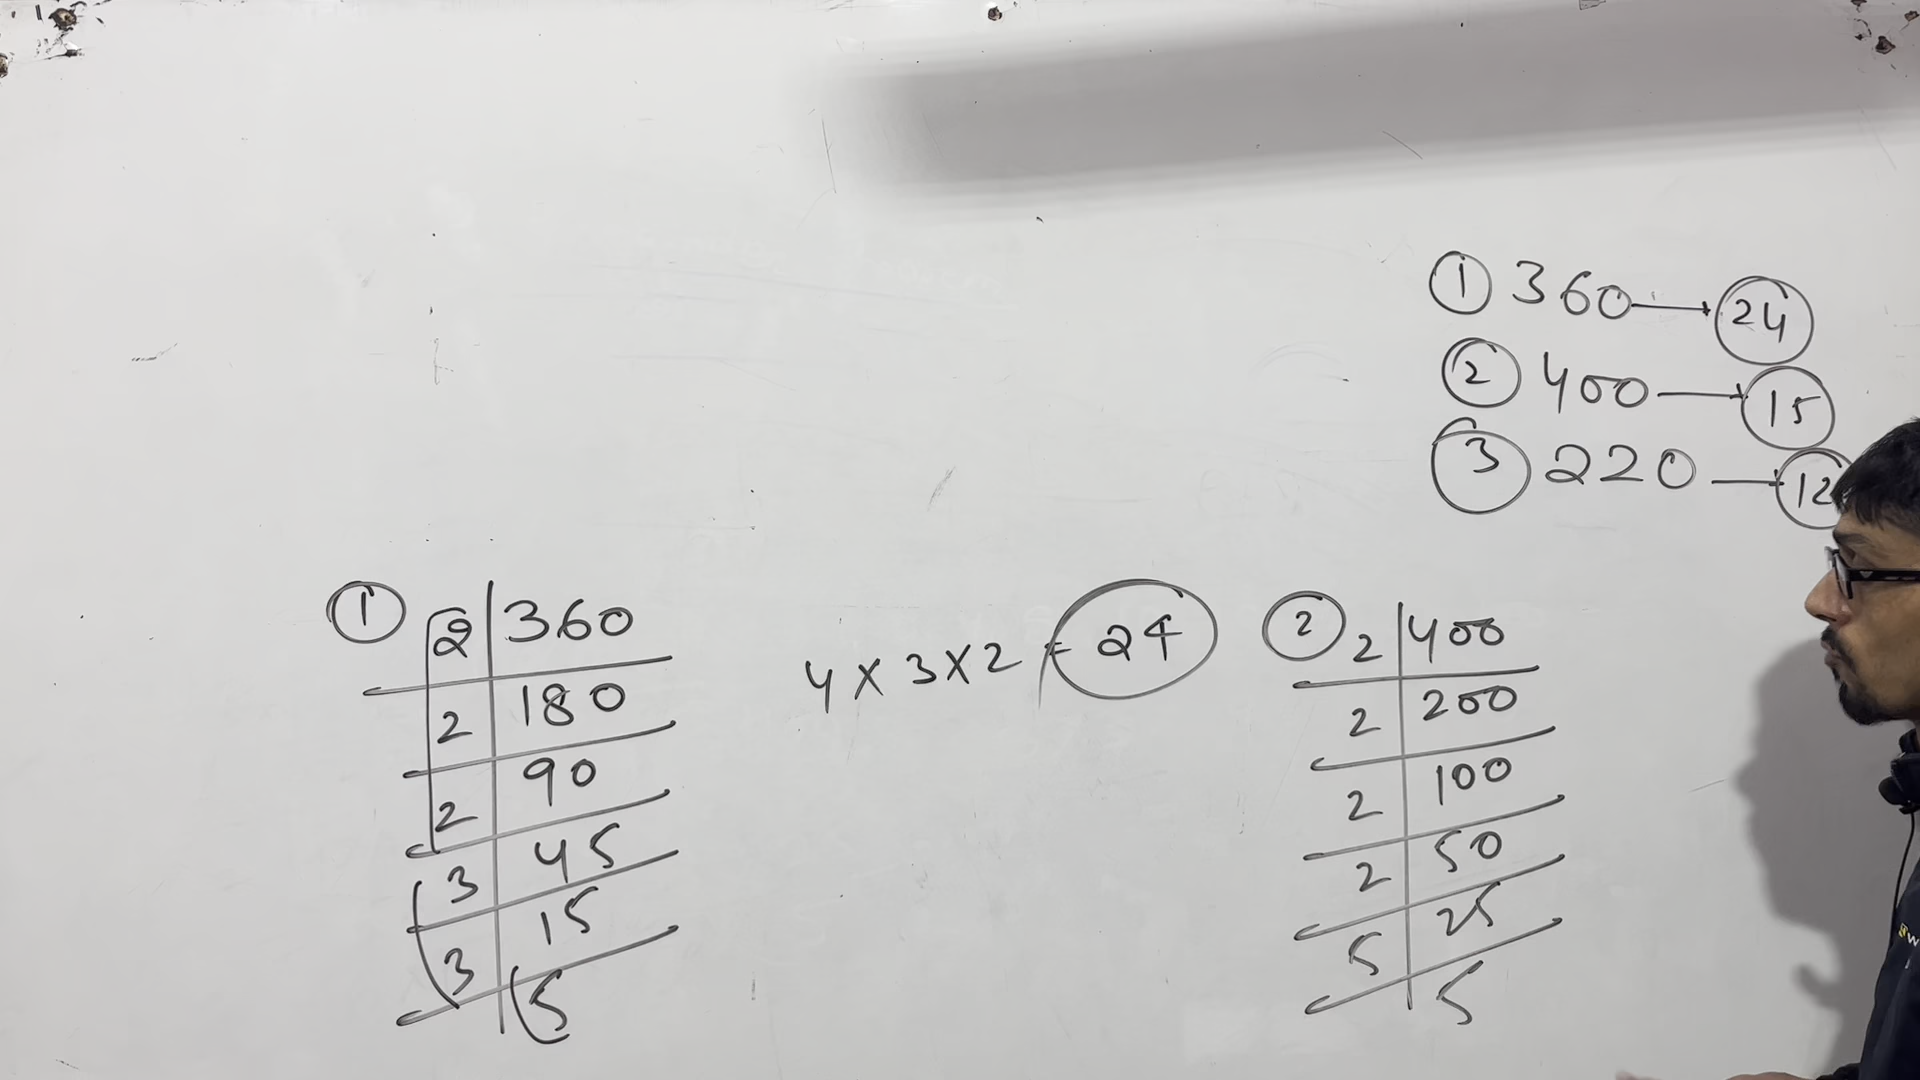 ① 360 → 24
② 400 → 15
③ 220 → 12
①
2 | 360
2 | 180
2 | 90
3 | 45
3 | 15
5
4 × 3 × 2 = 24
②
2 | 400
2 | 200
2 | 100
2 | 50
5 | 25
5